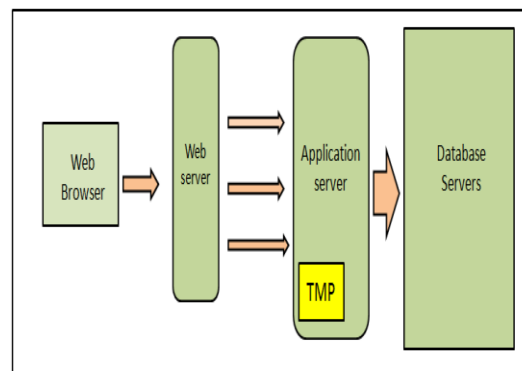 Web
Browser
Web
server
Application
server
TMP
Database
Servers